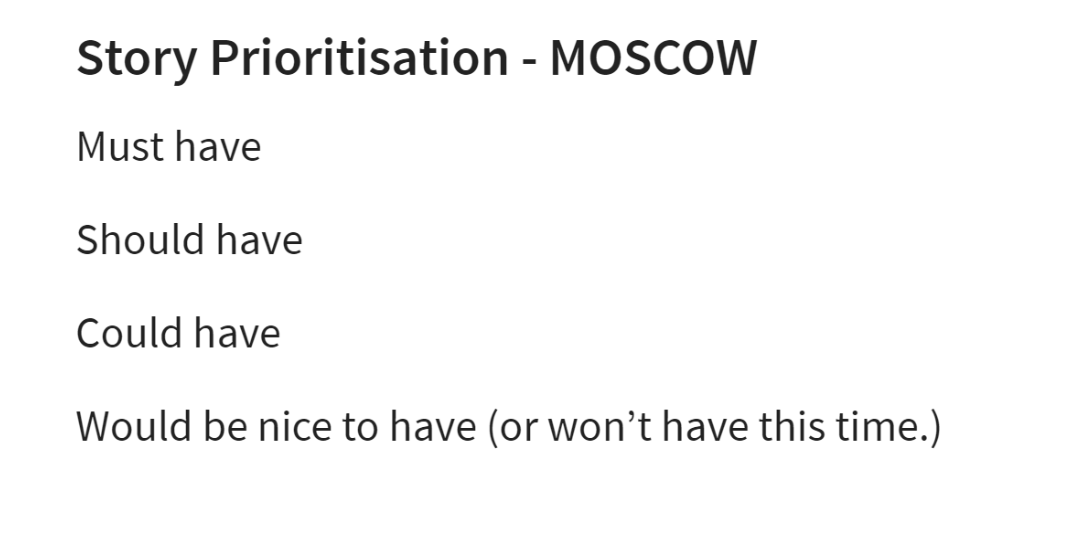 Story Prioritisation - MOSCOW
Must have
Should have
Could have
Would be nice to have (or won’t have this time.)